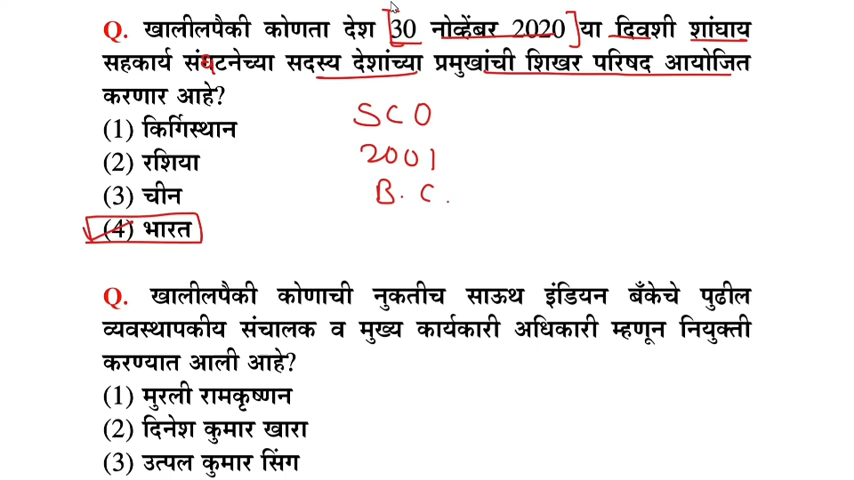 Q. खालीलपैकी कोणता देश [30 नोव्हेंबर 2020] या दिवशी शांघाय
सहकार्य संघटनेच्या सदस्य देशांच्या प्रमुखांची शिखर परिषद आयोजित
करणार आहे?
SCO
(1) किर्गिस्थान
2001
(2) रशिया
B. C.
(3) चीन
(4) भारत
Q. खालीलपैकी कोणाची नुकतीच साऊथ इंडियन बँकेचे पुढील
व्यवस्थापकीय संचालक व मुख्य कार्यकारी अधिकारी म्हणून नियुक्ती
करण्यात आली आहे?
(1) मुरली रामकृष्णन
(2) दिनेश कुमार खारा
(3) उत्पल कुमार सिंग